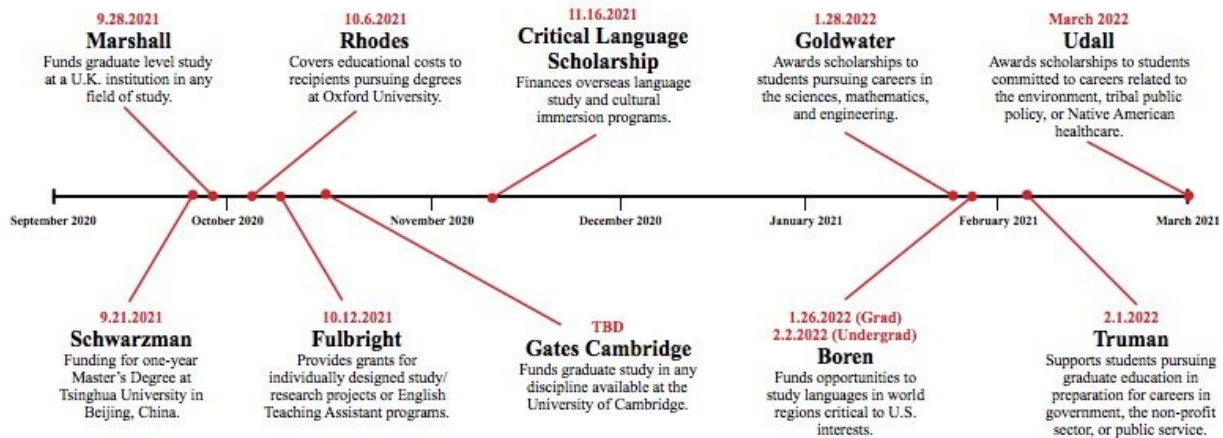 9.28.2021
Marshall
Funds graduate level study
at a U.K. institution in any
field of study.
10.6.2021
Rhodes
Covers educational costs to
recipients pursuing degrees
at Oxford University.
11.16.2021
Critical Language
Scholarship
Finances overseas language
study and cultural
immersion programs.
1.28.2022
Goldwater
Awards scholarships to
students pursuing careers in
the sciences, mathematics,
and engineering.
March 2022
Udall
Awards scholarships to students
committed to careers related to
the environment, tribal public
policy, or Native American
healthcare.
September 2020
October 2020
November 2020
December 2020
January 2021
February 2021
March 2021
9.21.2021
Schwarzman
Funding for one-year
Master's Degree at
Tsinghua University in
Beijing, China.
10.12.2021
Fulbright
Provides grants for
individually designed study/
research projects or English
Teaching Assistant programs.
TBD
Gates Cambridge
Funds graduate study in any
discipline available at the
University of Cambridge.
1.26.2022 (Grad)
2.2.2022 (Undergrad)
Boren
Funds opportunities to
study languages in world
regions critical to U.S.
interests.
2.1.2022
Truman
Supports students pursuing
graduate education in
preparation for careers in
government, the non-profit
sector, or public service.